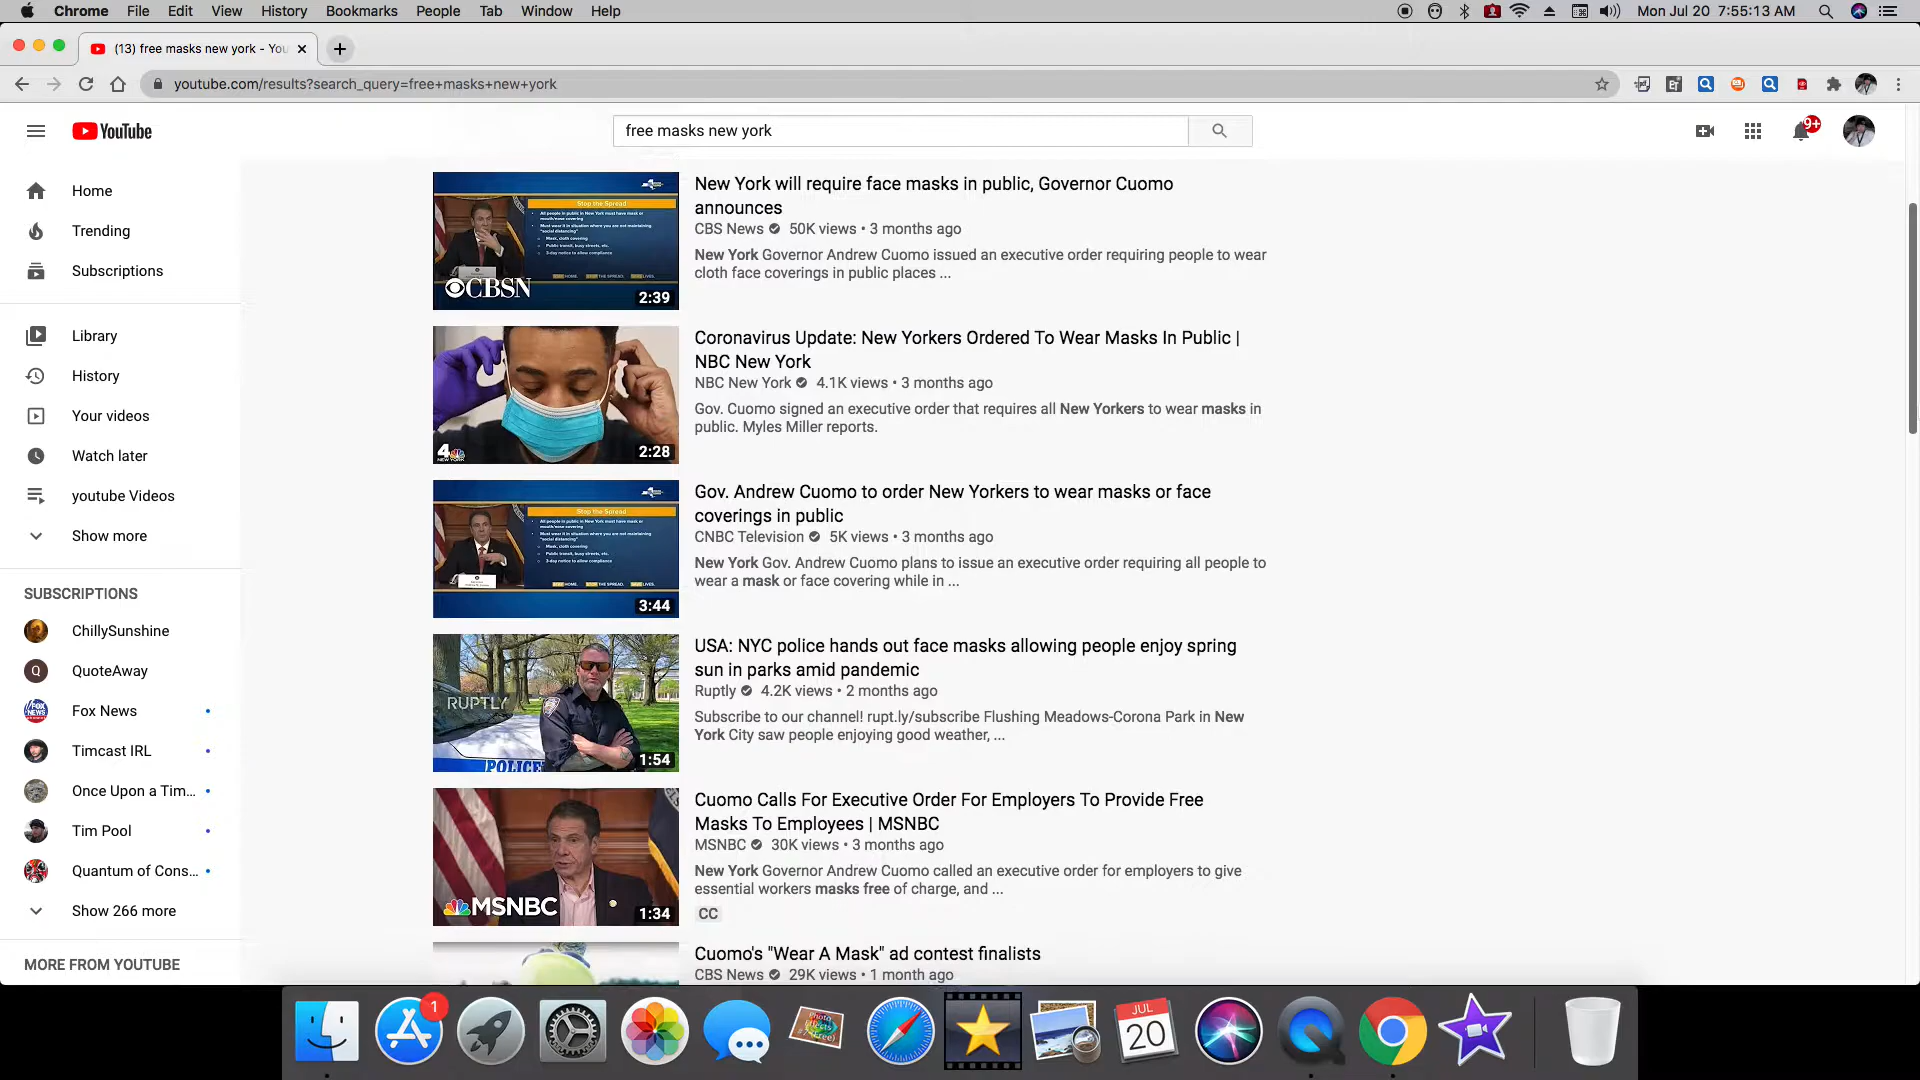 Chrome File Edit View History Bookmarks People Tab Window Help Mon Jul 20 7:55:13 AM
(13) free masks new york - You
youtube.com/results?search_query=free+masks+new+york
YouTube
free masks new york
9+
Home
Trending
Subscriptions
Library
History
Your videos
Watch later
youtube Videos
Show more
SUBSCRIPTIONS
ChillySunshine
Q QuoteAway
Fox News
Timcast IRL
Once Upon a Tim...
Tim Pool
Quantum of Cons...
Show 266 more
MORE FROM YOUTUBE
Stop the Spread
CBSN
2:39
New York will require face masks in public, Governor Cuomo
announces
CBS News 50K views • 3 months ago
New York Governor Andrew Cuomo issued an executive order requiring people to wear
cloth face coverings in public places ...
4 NEW YORK
2:28
Coronavirus Update: New Yorkers Ordered To Wear Masks In Public |
NBC New York
NBC New York 4.1K views • 3 months ago
Gov. Cuomo signed an executive order that requires all New Yorkers to wear masks in
public. Myles Miller reports.
Stop the Spread
3:44
Gov. Andrew Cuomo to order New Yorkers to wear masks or face
coverings in public
CNBC Television 5K views • 3 months ago
New York Gov. Andrew Cuomo plans to issue an executive order requiring all people to
wear a mask or face covering while in ...
RUPTLY
POLICE
1:54
USA: NYC police hands out face masks allowing people enjoy spring
sun in parks amid pandemic
Ruptly 4.2K views • 2 months ago
Subscribe to our channel! rupt.ly/subscribe Flushing Meadows-Corona Park in New
York City saw people enjoying good weather, ...
MSNBC
1:34
Cuomo Calls For Executive Order For Employers To Provide Free
Masks To Employees | MSNBC
MSNBC 30K views • 3 months ago
New York Governor Andrew Cuomo called an executive order for employers to give
essential workers masks free of charge, and ...
CC
Cuomo's "Wear A Mask" ad contest finalists
CBS News 29K views • 1 month ago
1
JUL
20